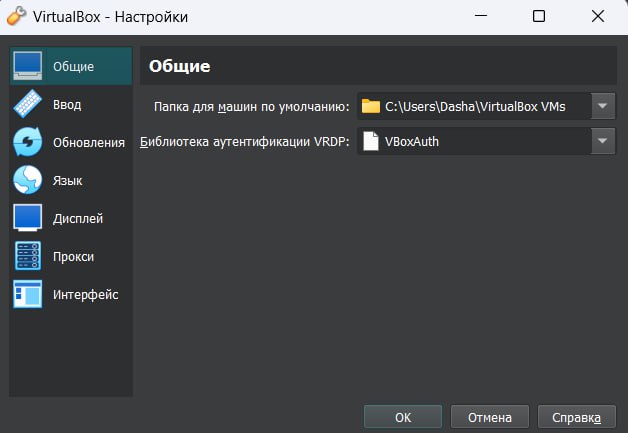 VirtualBox - Настройки
Общие
Ввод
Обновления
Язык
Дисплей
Прокси
Интерфейс
Общие
Папка для машин по умолчанию: C:\Users\Dasha\VirtualBox VMs
Библиотека аутентификации VRDP: VBoxAuth
OK Отмена Справка